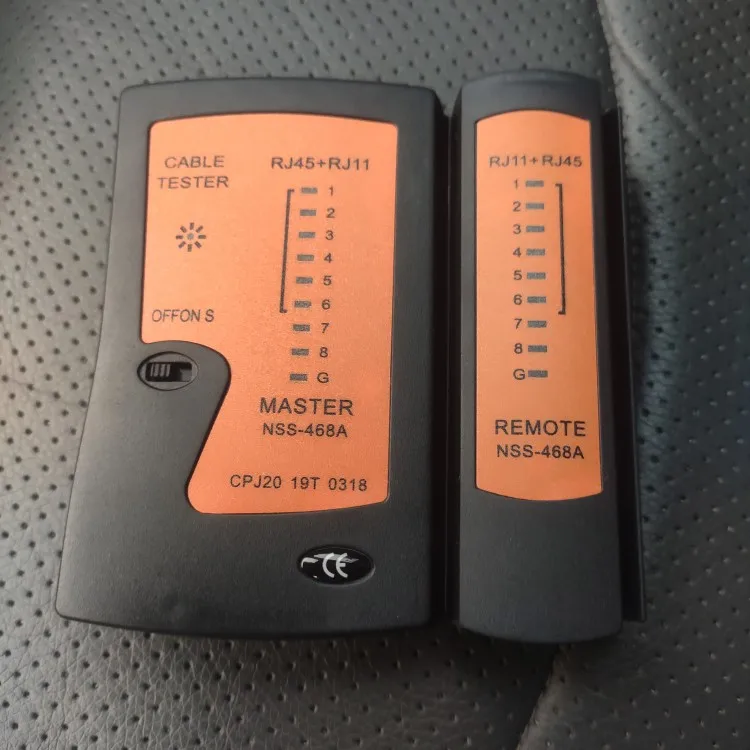 CABLE
TESTER
OFFON S
RJ45+RJ11
1
2
3
4
5
6
7
8
G
MASTER
NSS-468A
CPJ20 19T 0318
CE
RJ11+RJ45
1
2
3
4
5
6
7
8
G
REMOTE
NSS-468A